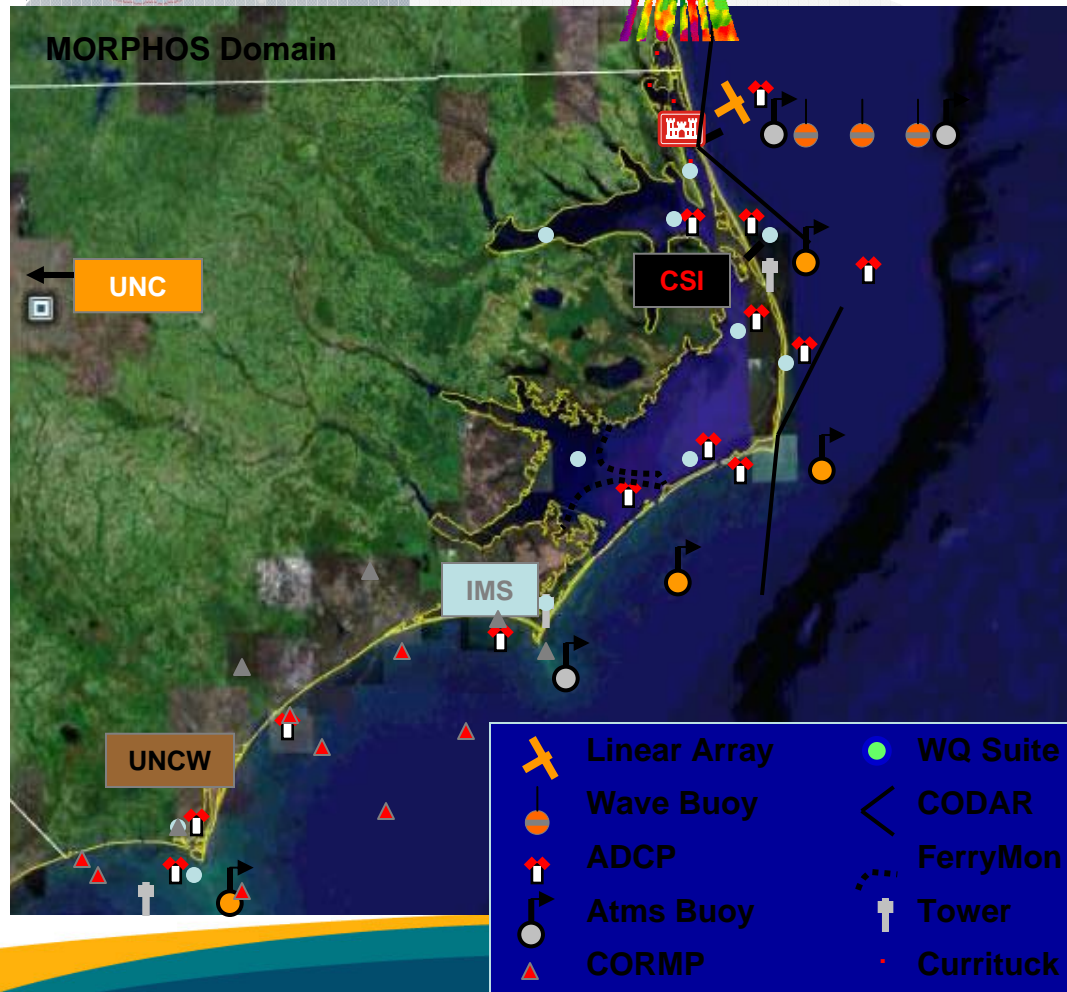 MORPHOS Domain
UNC
CSI
IMS
UNCW
Linear Array
WQ Suite
Wave Buoy
CODAR
ADCP
FerryMon
Atms Buoy
Tower
CORMP
Currituck